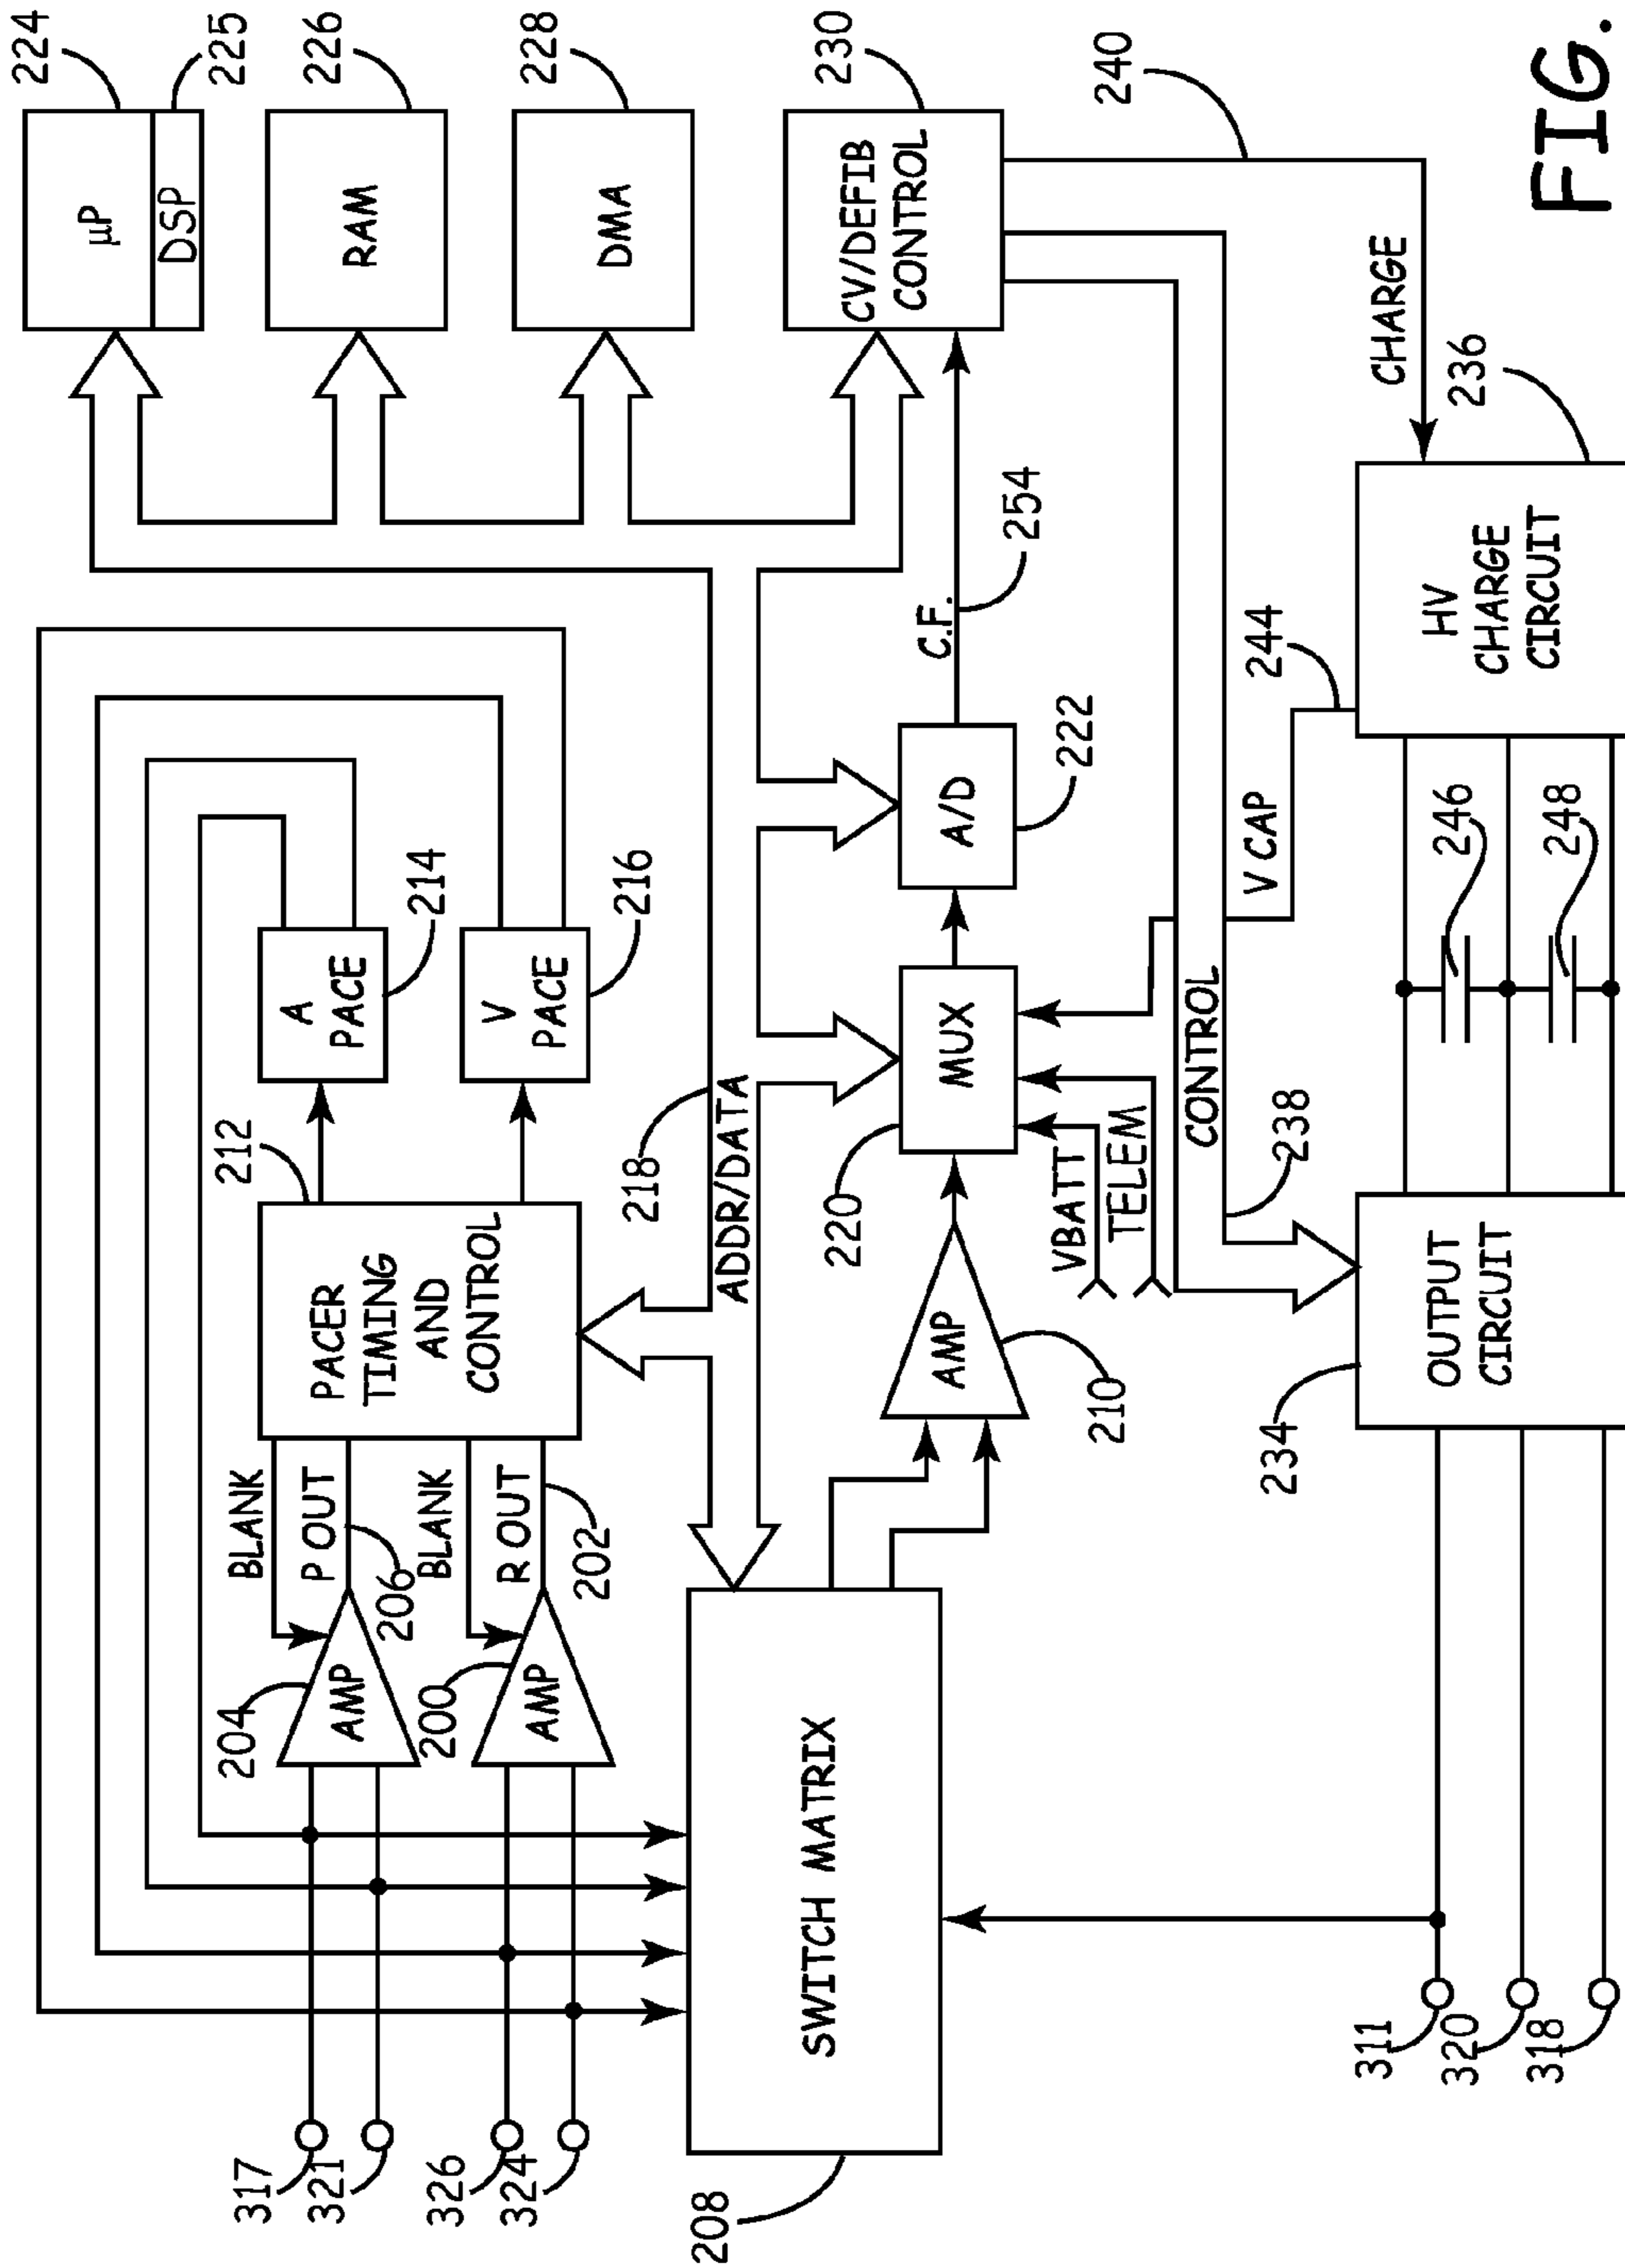 317
321
326
324
204
AMP
200
AMP
BLANK
P OUT
206
BLANK
R OUT
202
PACER
TIMING
AND
CONTROL
212
A
PACE
214
V
PACE
216
µP
224
DSP
225
RAM
226
DMA
228
CV/DEFIB
CONTROL
230
218
ADDR/DATA
SWITCH MATRIX
208
AMP
210
220
MUX
A/D
222
C.F.
254
VBATT
TELEM
CONTROL
238
V CAP
244
240
CHARGE
311
320
318
234
OUTPUT
CIRCUIT
246
248
HV
CHARGE
CIRCUIT
236
FIG.